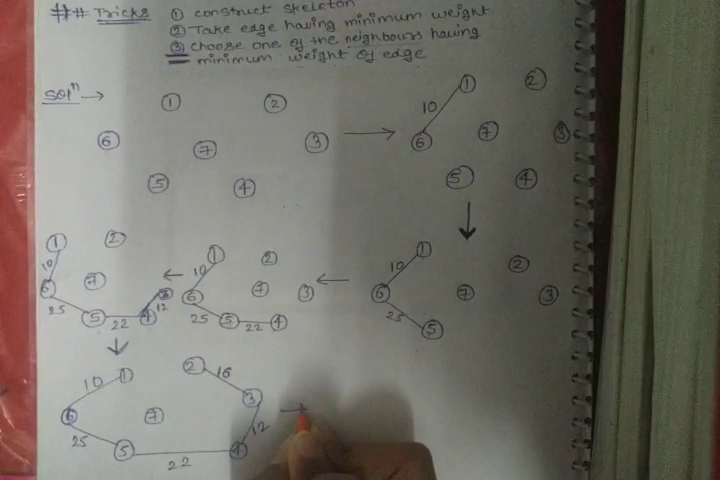 ## Tricks ① construct skeleton
② Take edge having minimum weight
③ choose one of the neighbours having
minimum weight of edge
Solⁿ →
① ② ⑥ ⑦ ③ ⑤ ④
① ② 10 ⑥ ⑦ ③ ⑤ ④
① 10 ② ⑥ ⑦ ③ 25 ⑤
① 10 ② ⑥ ⑦ ③ 25 ⑤ 22 ④
① ② 10 ⑥ ⑦ 25 ⑤ 22 ④ 12
① 10 ② 16 ⑥ ⑦ ③ 25 ⑤ 22 ④ 12